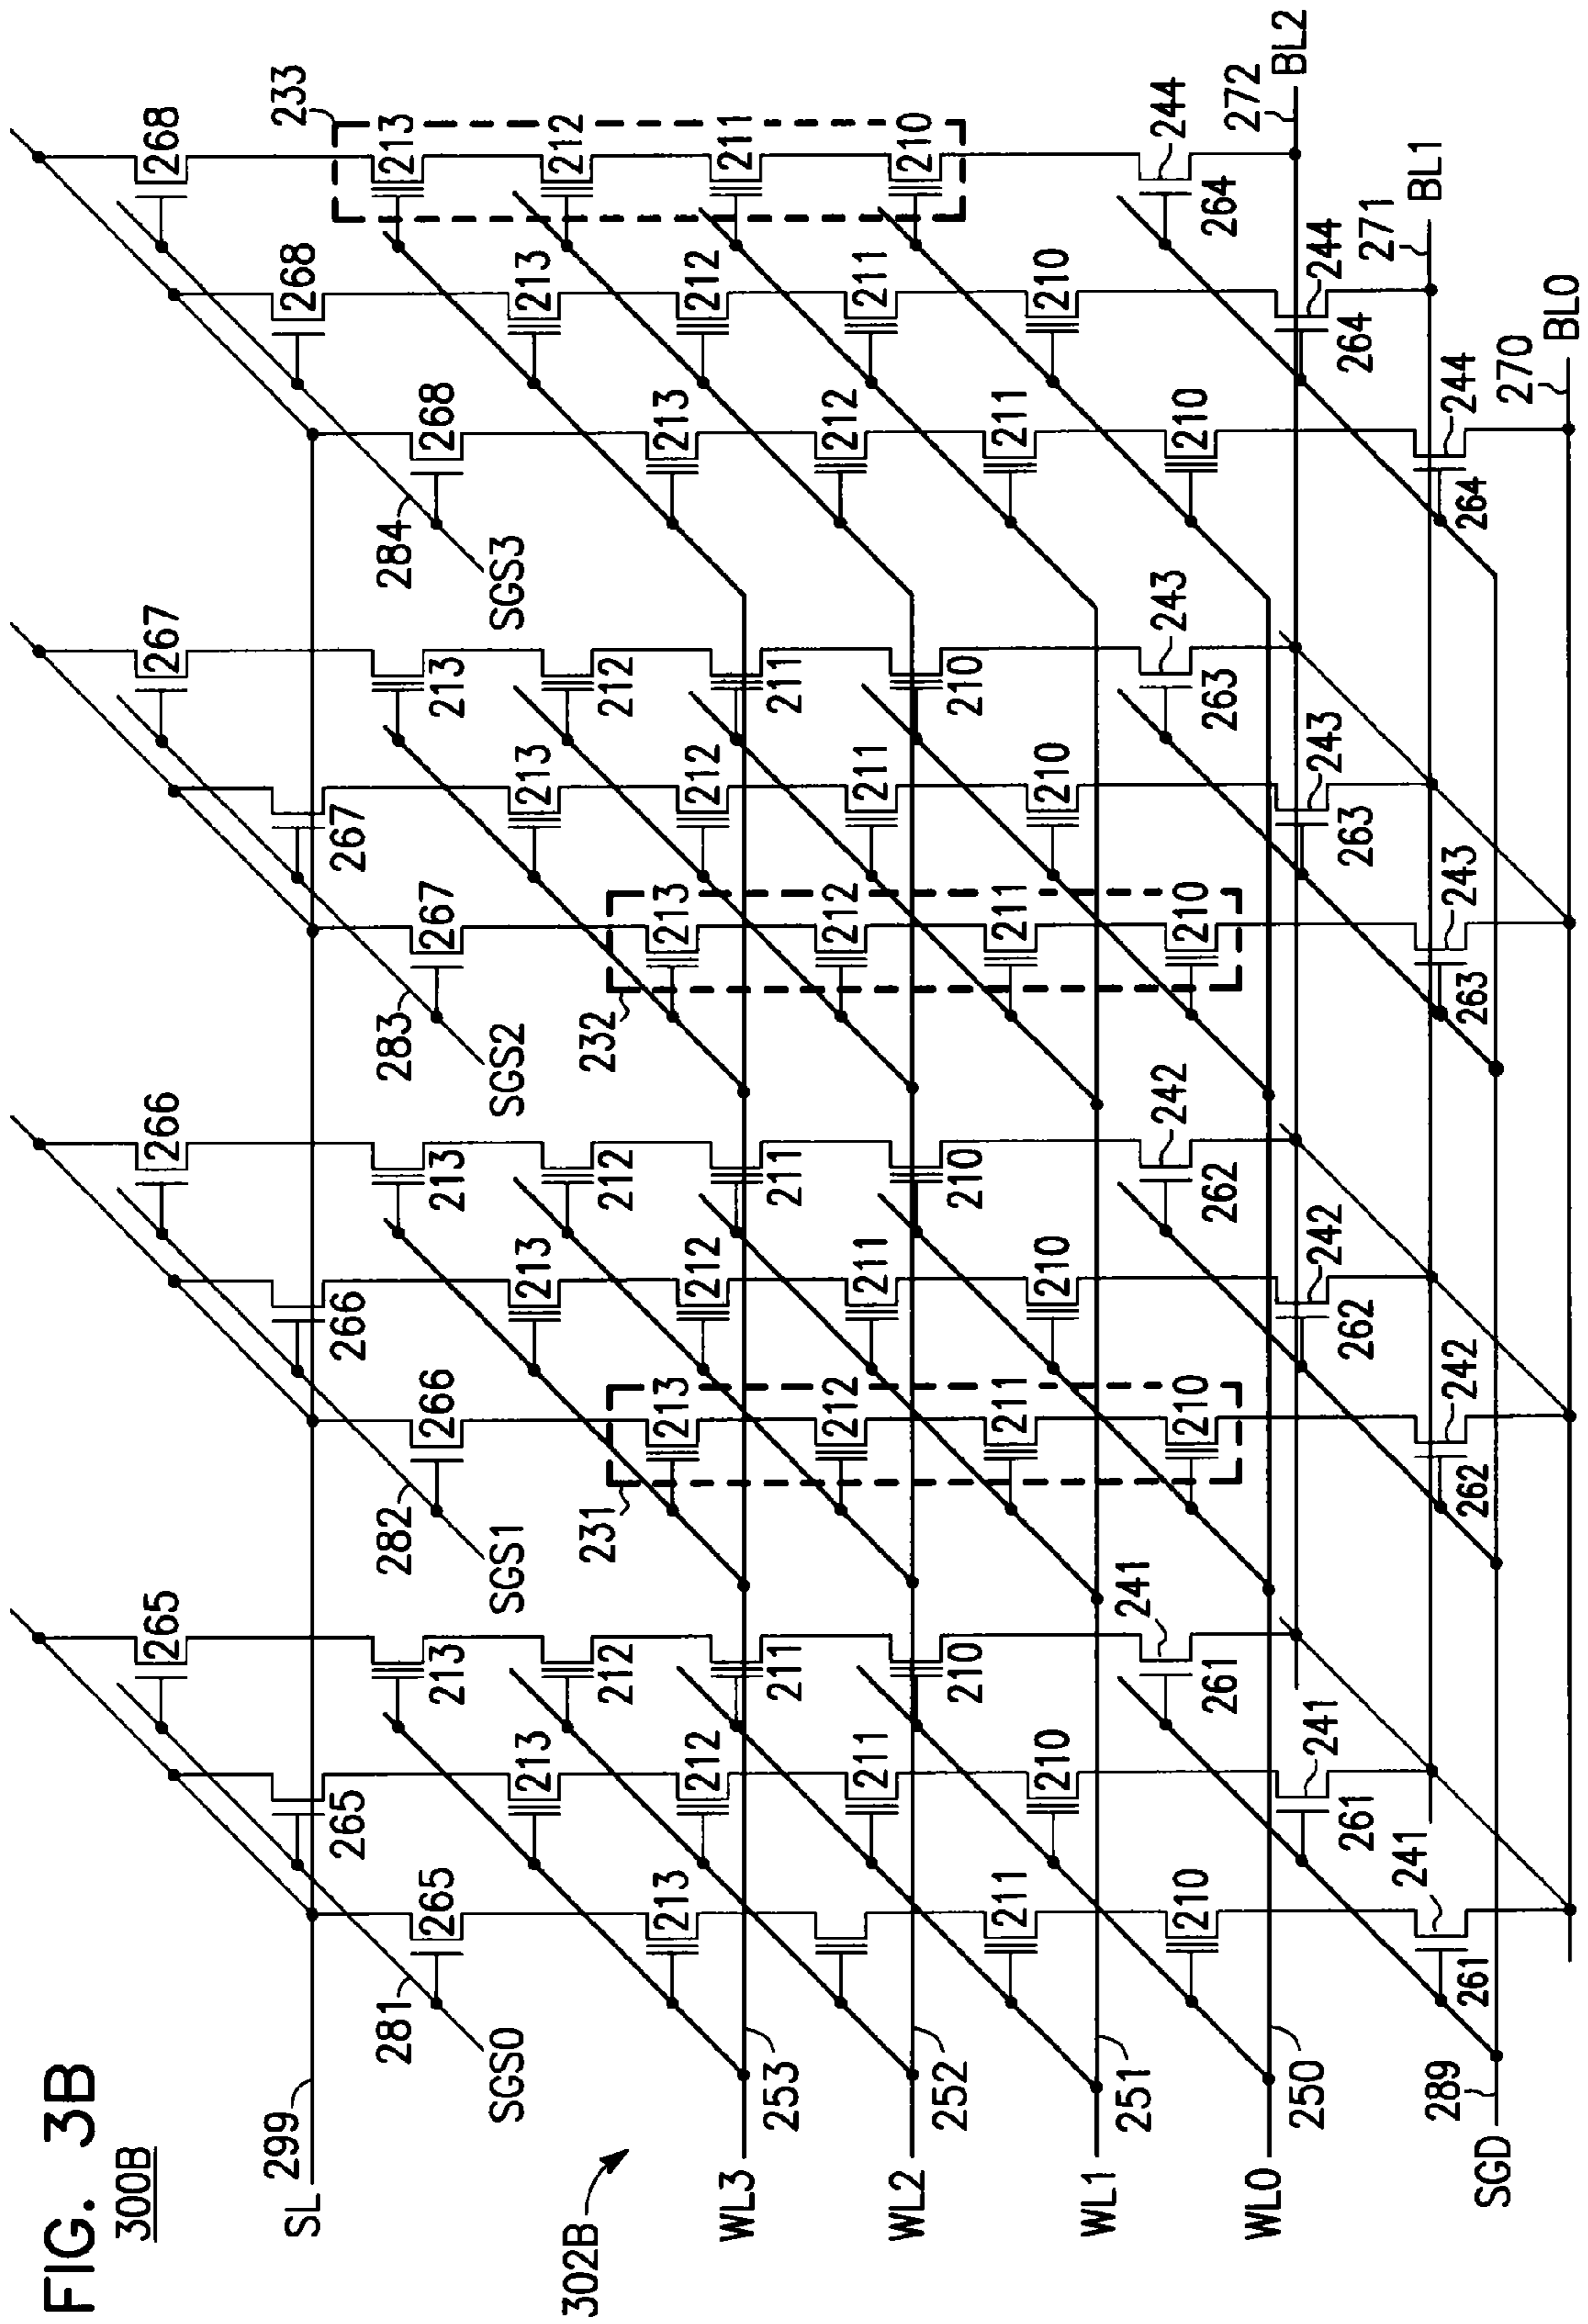 FIG. 3B
300B
265 266 267 268
299 233
SL 268
265 266 267
281 282 283 284 213
265 266 267 268
213 213 213
SGS0 SGS1 SGS2 SGS3
213 213 213 213
212
302B
231 232
212 212 212
213 213 213 213
212 212 212 212
WL3 211
253 211 211 211
212 212 212
211 211 211 211
WL2 210
252 210 210 210
211 211 211 211
210 210 210 210
WL1
251 241
242 243 244
210 210 210 210
261 262 263 264
272
WL0
BL2
250
241 242 243 244
261 262 263 264
271
241 BL1
289
242 243 244
261 262 263 264
SGD
270
BL0